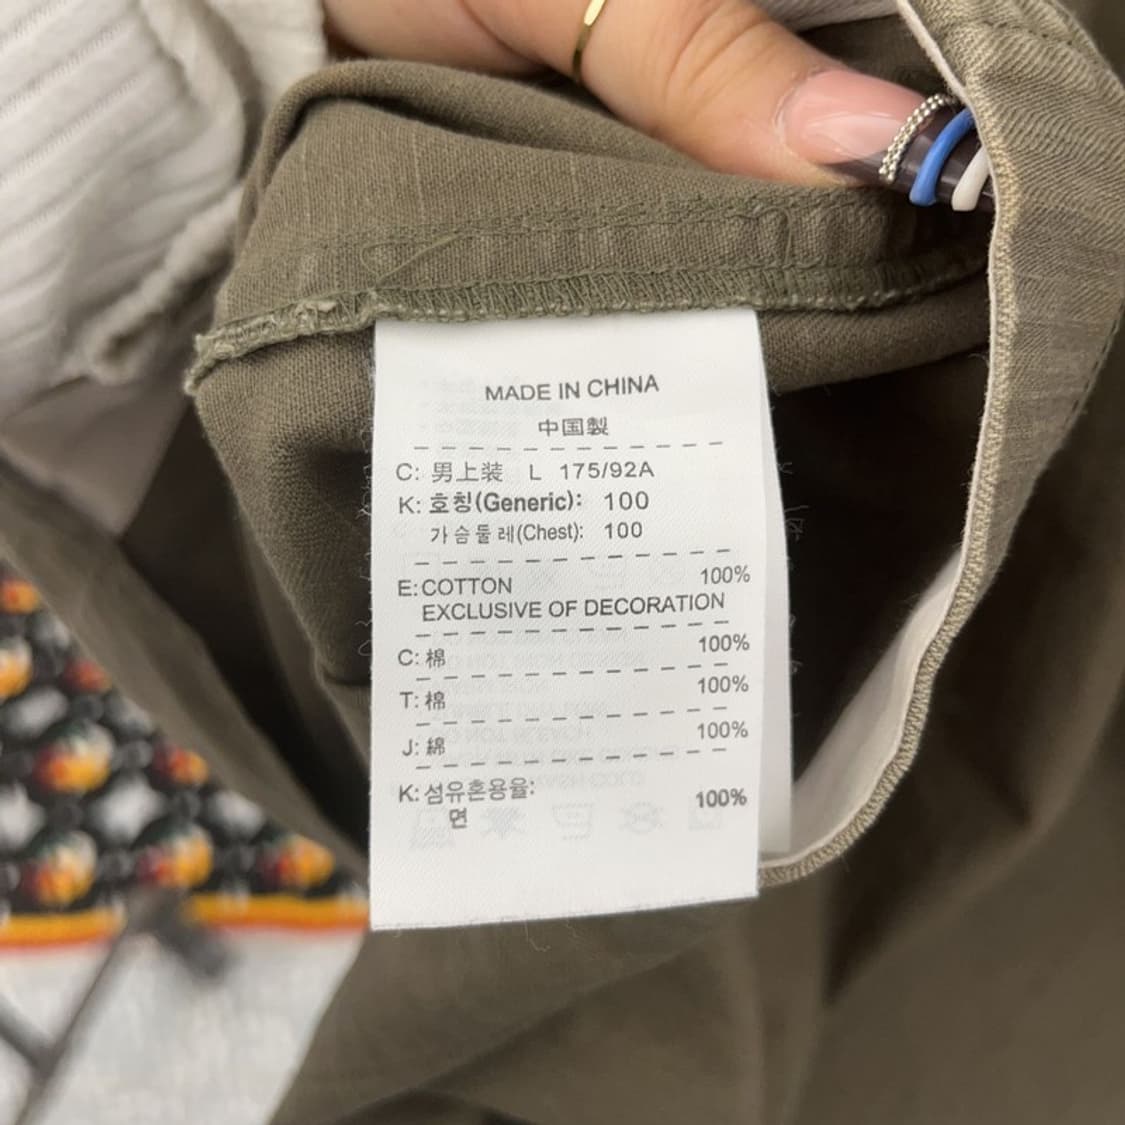 MADE IN CHINA
中国製
C: 男上装 L 175/92A
K: 호칭(Generic): 100
가슴둘레(Chest): 100
E: COTTON 100%
EXCLUSIVE OF DECORATION
C: 棉 100%
T: 棉 100%
J: 綿 100%
K: 섬유혼용율:
면 100%